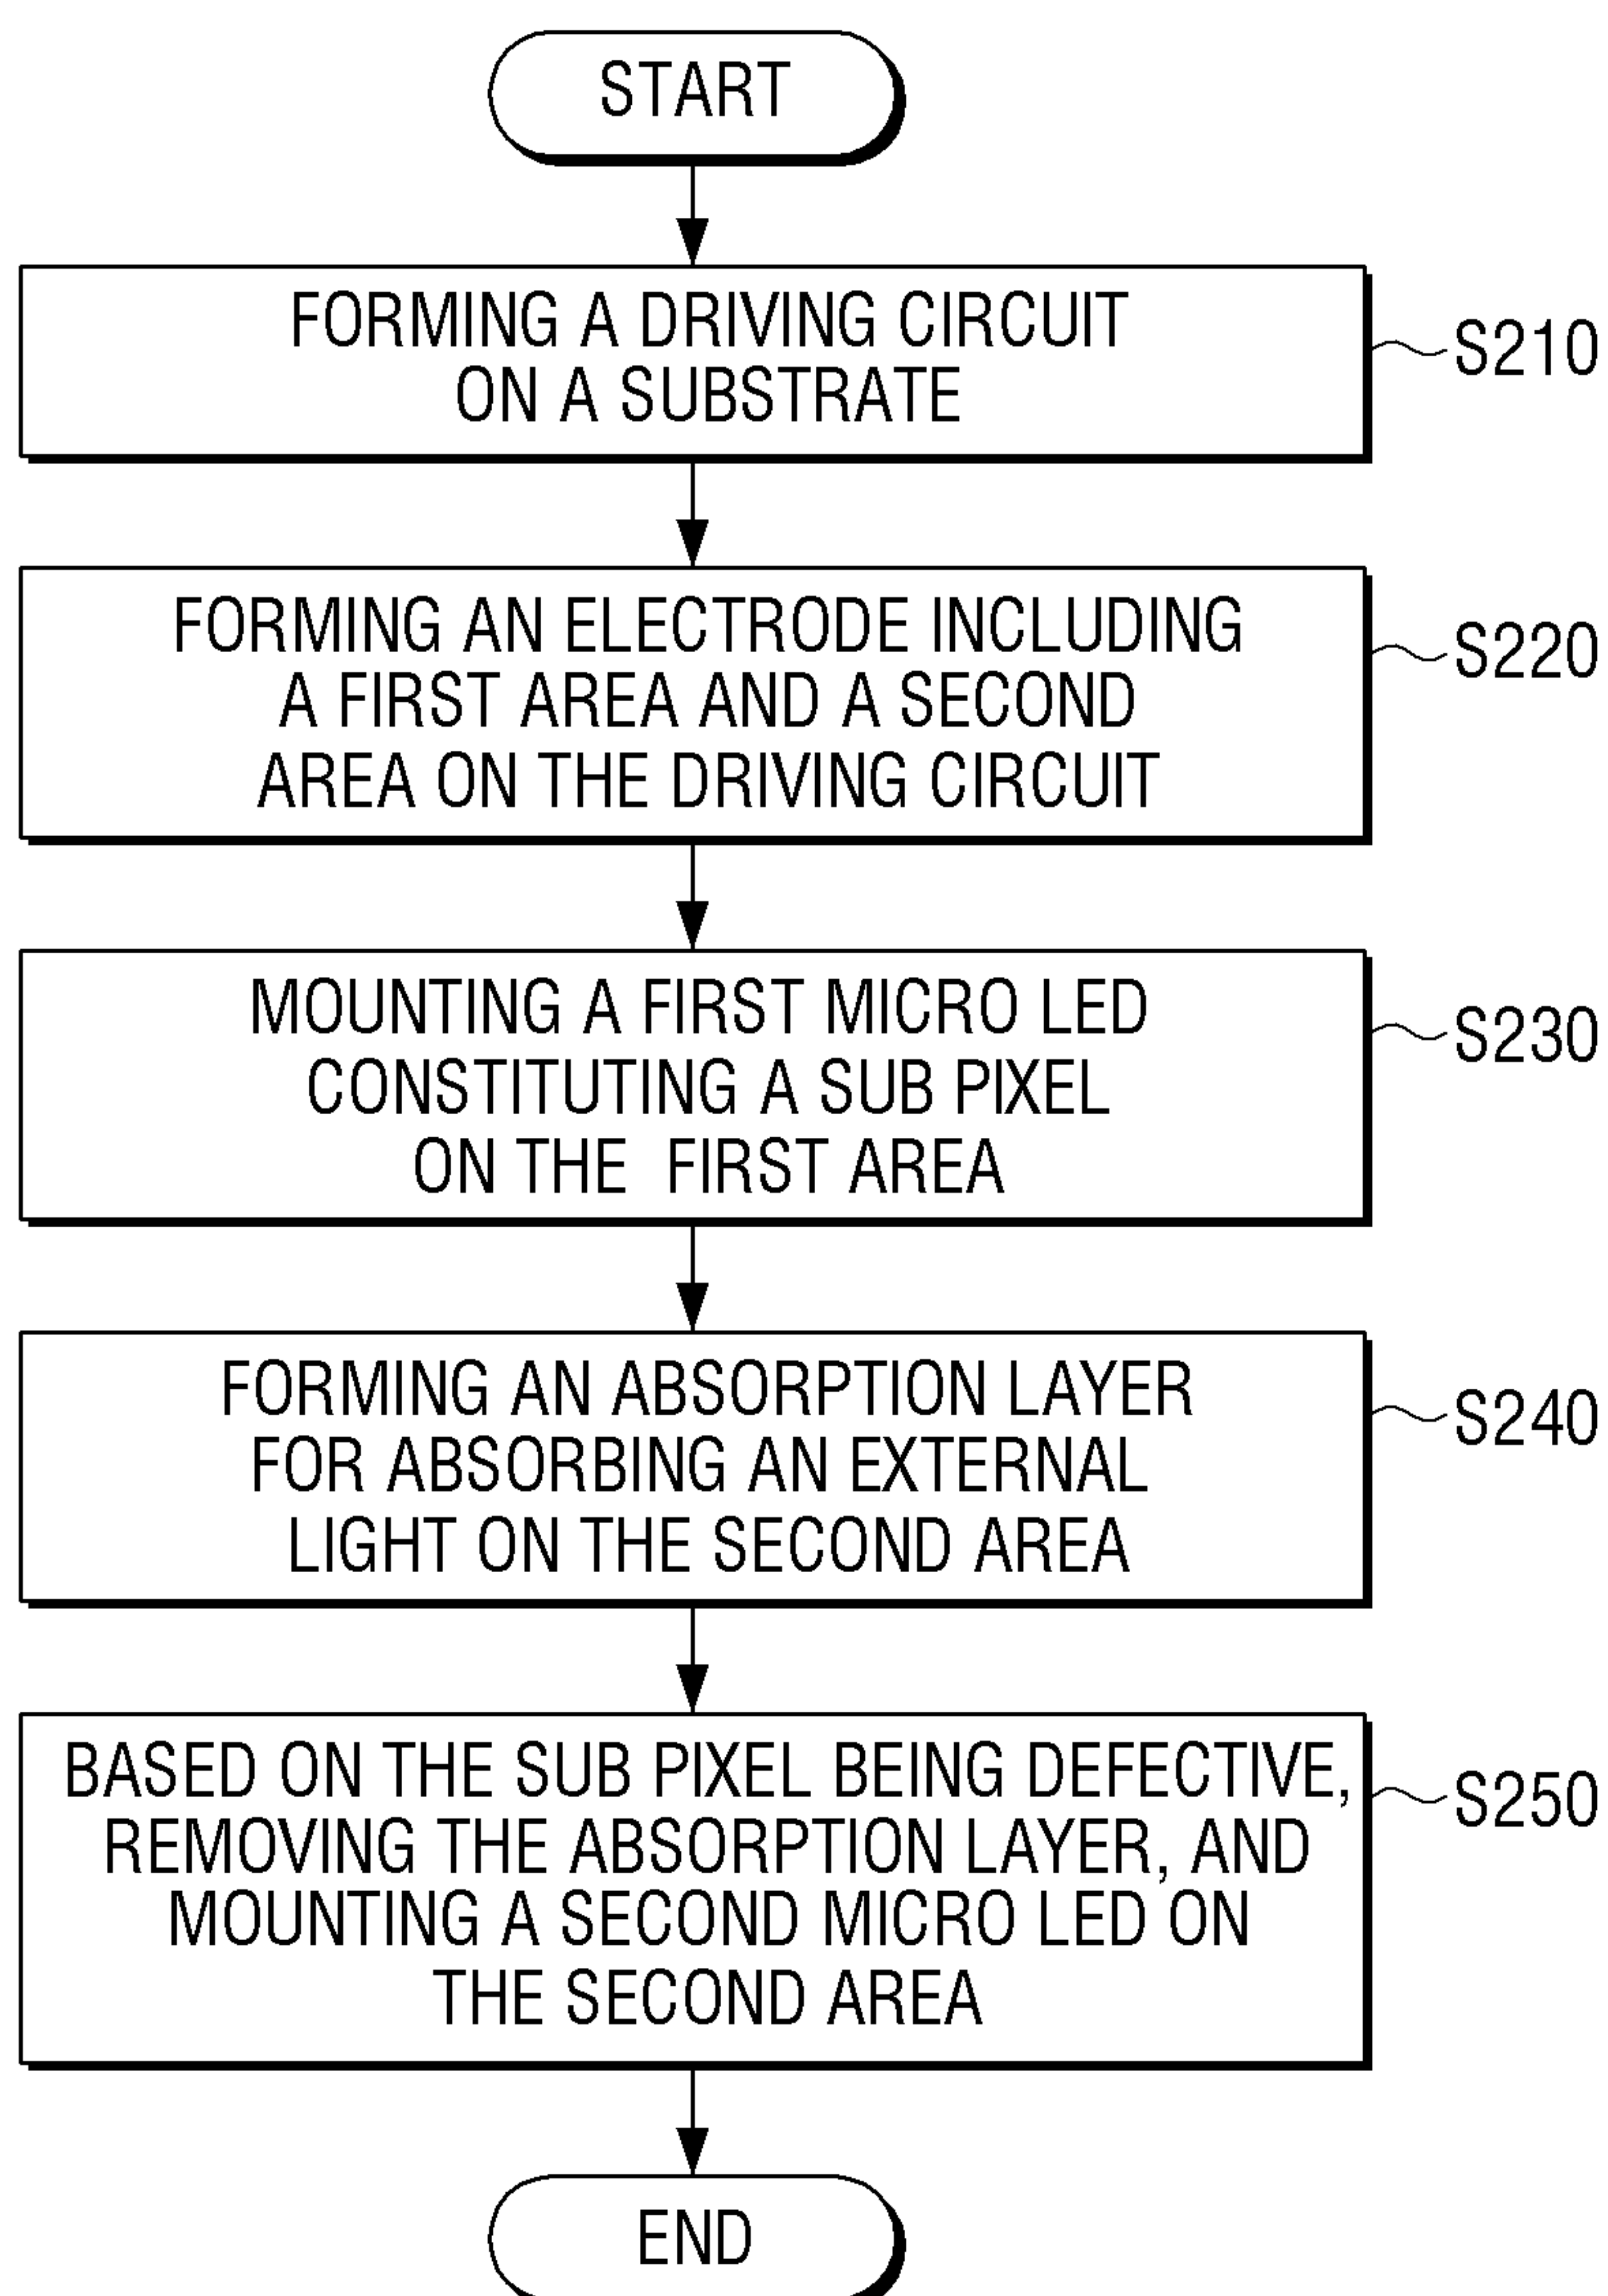 START
FORMING A DRIVING CIRCUIT
ON A SUBSTRATE
S210
FORMING AN ELECTRODE INCLUDING
A FIRST AREA AND A SECOND
AREA ON THE DRIVING CIRCUIT
S220
MOUNTING A FIRST MICRO LED
CONSTITUTING A SUB PIXEL
ON THE FIRST AREA
S230
FORMING AN ABSORPTION LAYER
FOR ABSORBING AN EXTERNAL
LIGHT ON THE SECOND AREA
S240
BASED ON THE SUB PIXEL BEING DEFECTIVE,
REMOVING THE ABSORPTION LAYER, AND
MOUNTING A SECOND MICRO LED ON
THE SECOND AREA
S250
END